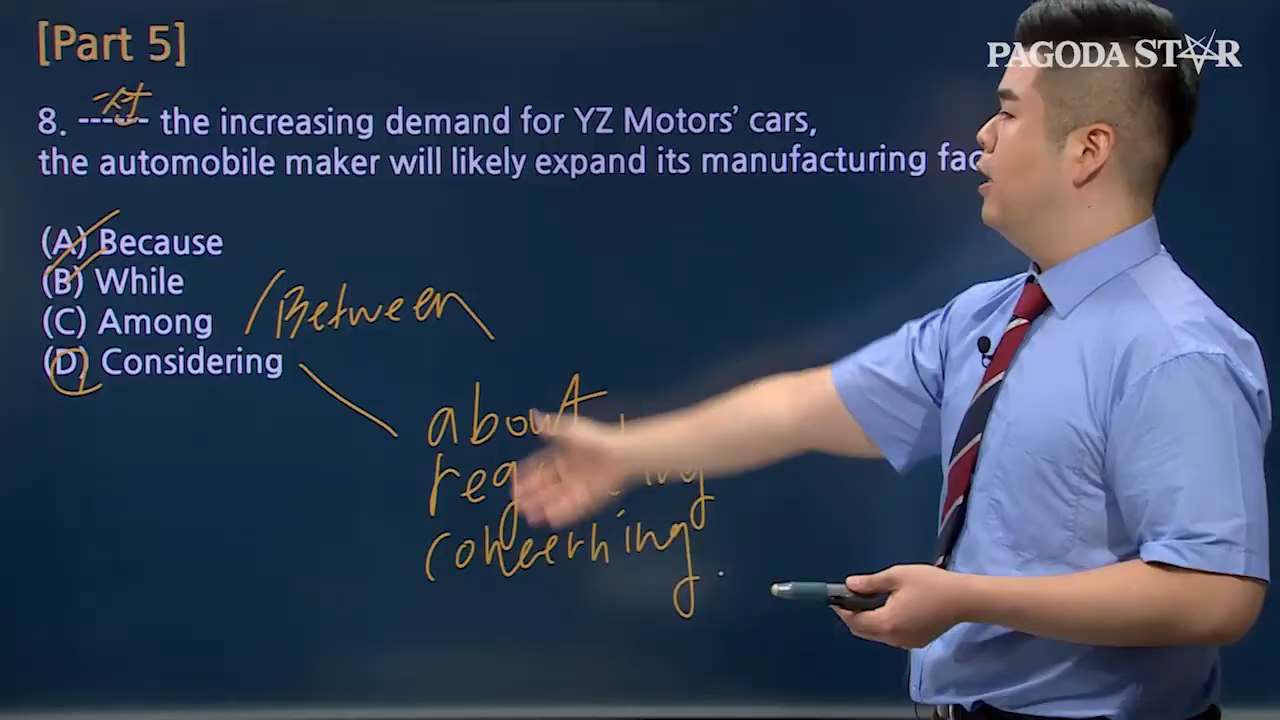 [Part 5]
PAGODA STAR
전
8. ------ the increasing demand for YZ Motors' cars,
the automobile maker will likely expand its manufacturing fac
(A) Because
(B) While
(C) Among / Between \
(D) Considering
about
concerning.